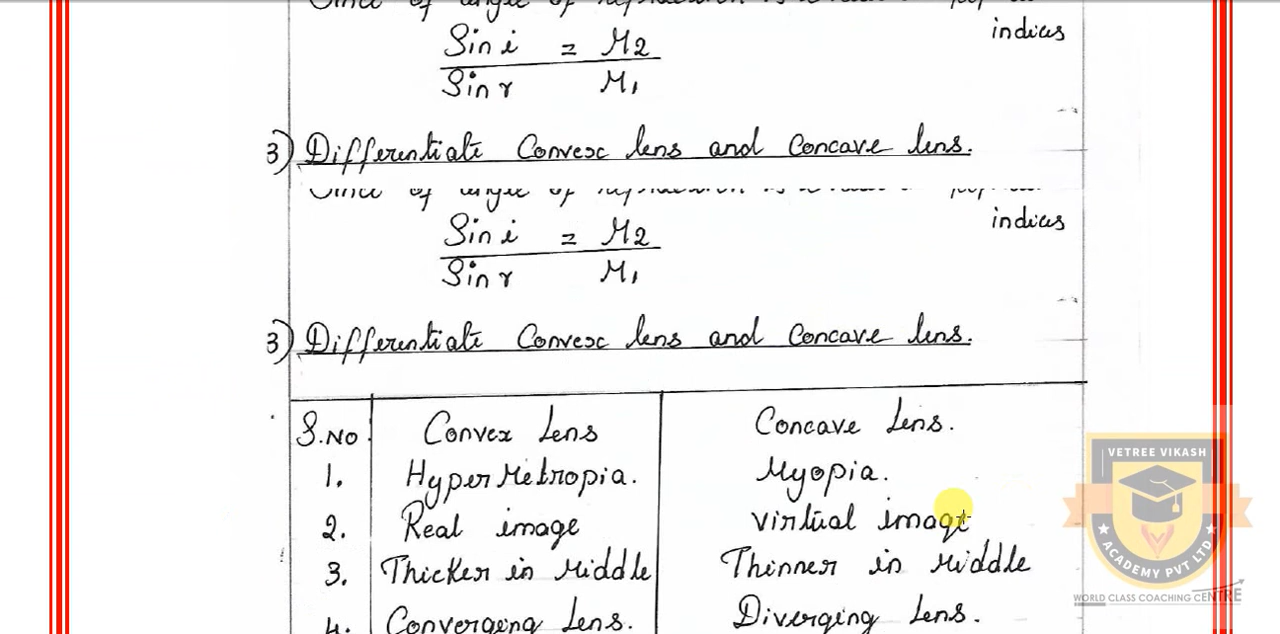 indices
Sin i = μ2
Sin r μ1
3) Differentiate Convex lens and Concave lens.
indices
Sin i = μ2
Sin r μ1
3) Differentiate Convex lens and Concave lens.
S.No. Convex Lens Concave Lens.
1. Hyper Metropia. Myopia.
2. Real image Virtual image
3. Thicker in Middle Thinner in Middle
4. Converging Lens. Diverging Lens.
VETREE VIKASH
ACADEMY PVT LTD
WORLD CLASS COACHING CENTRE